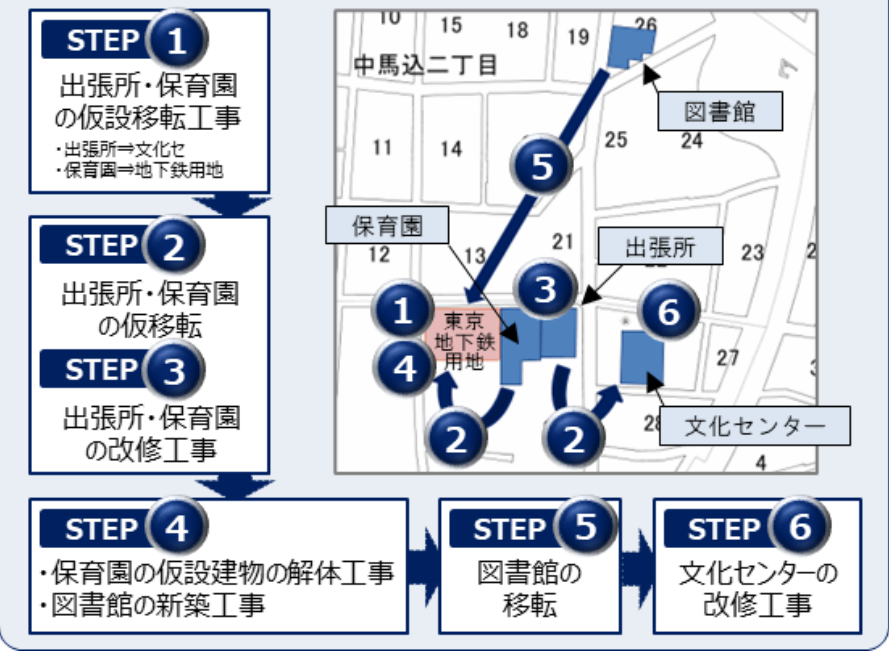 STEP 1
出張所・保育園
の仮設移転工事
・出張所⇒文化セ
・保育園⇒地下鉄用地
STEP 2
出張所・保育園
の仮移転
STEP 3
出張所・保育園
の改修工事
10
15
18
19
26
中馬込二丁目
図書館
11
14
25
24
5
保育園
12
13
21
出張所
23
2
1
3
6
東京
地下鉄
用地
4
27
2
2
28
文化センター
4
STEP 4
・保育園の仮設建物の解体工事
・図書館の新築工事
STEP 5
図書館の
移転
STEP 6
文化センターの
改修工事